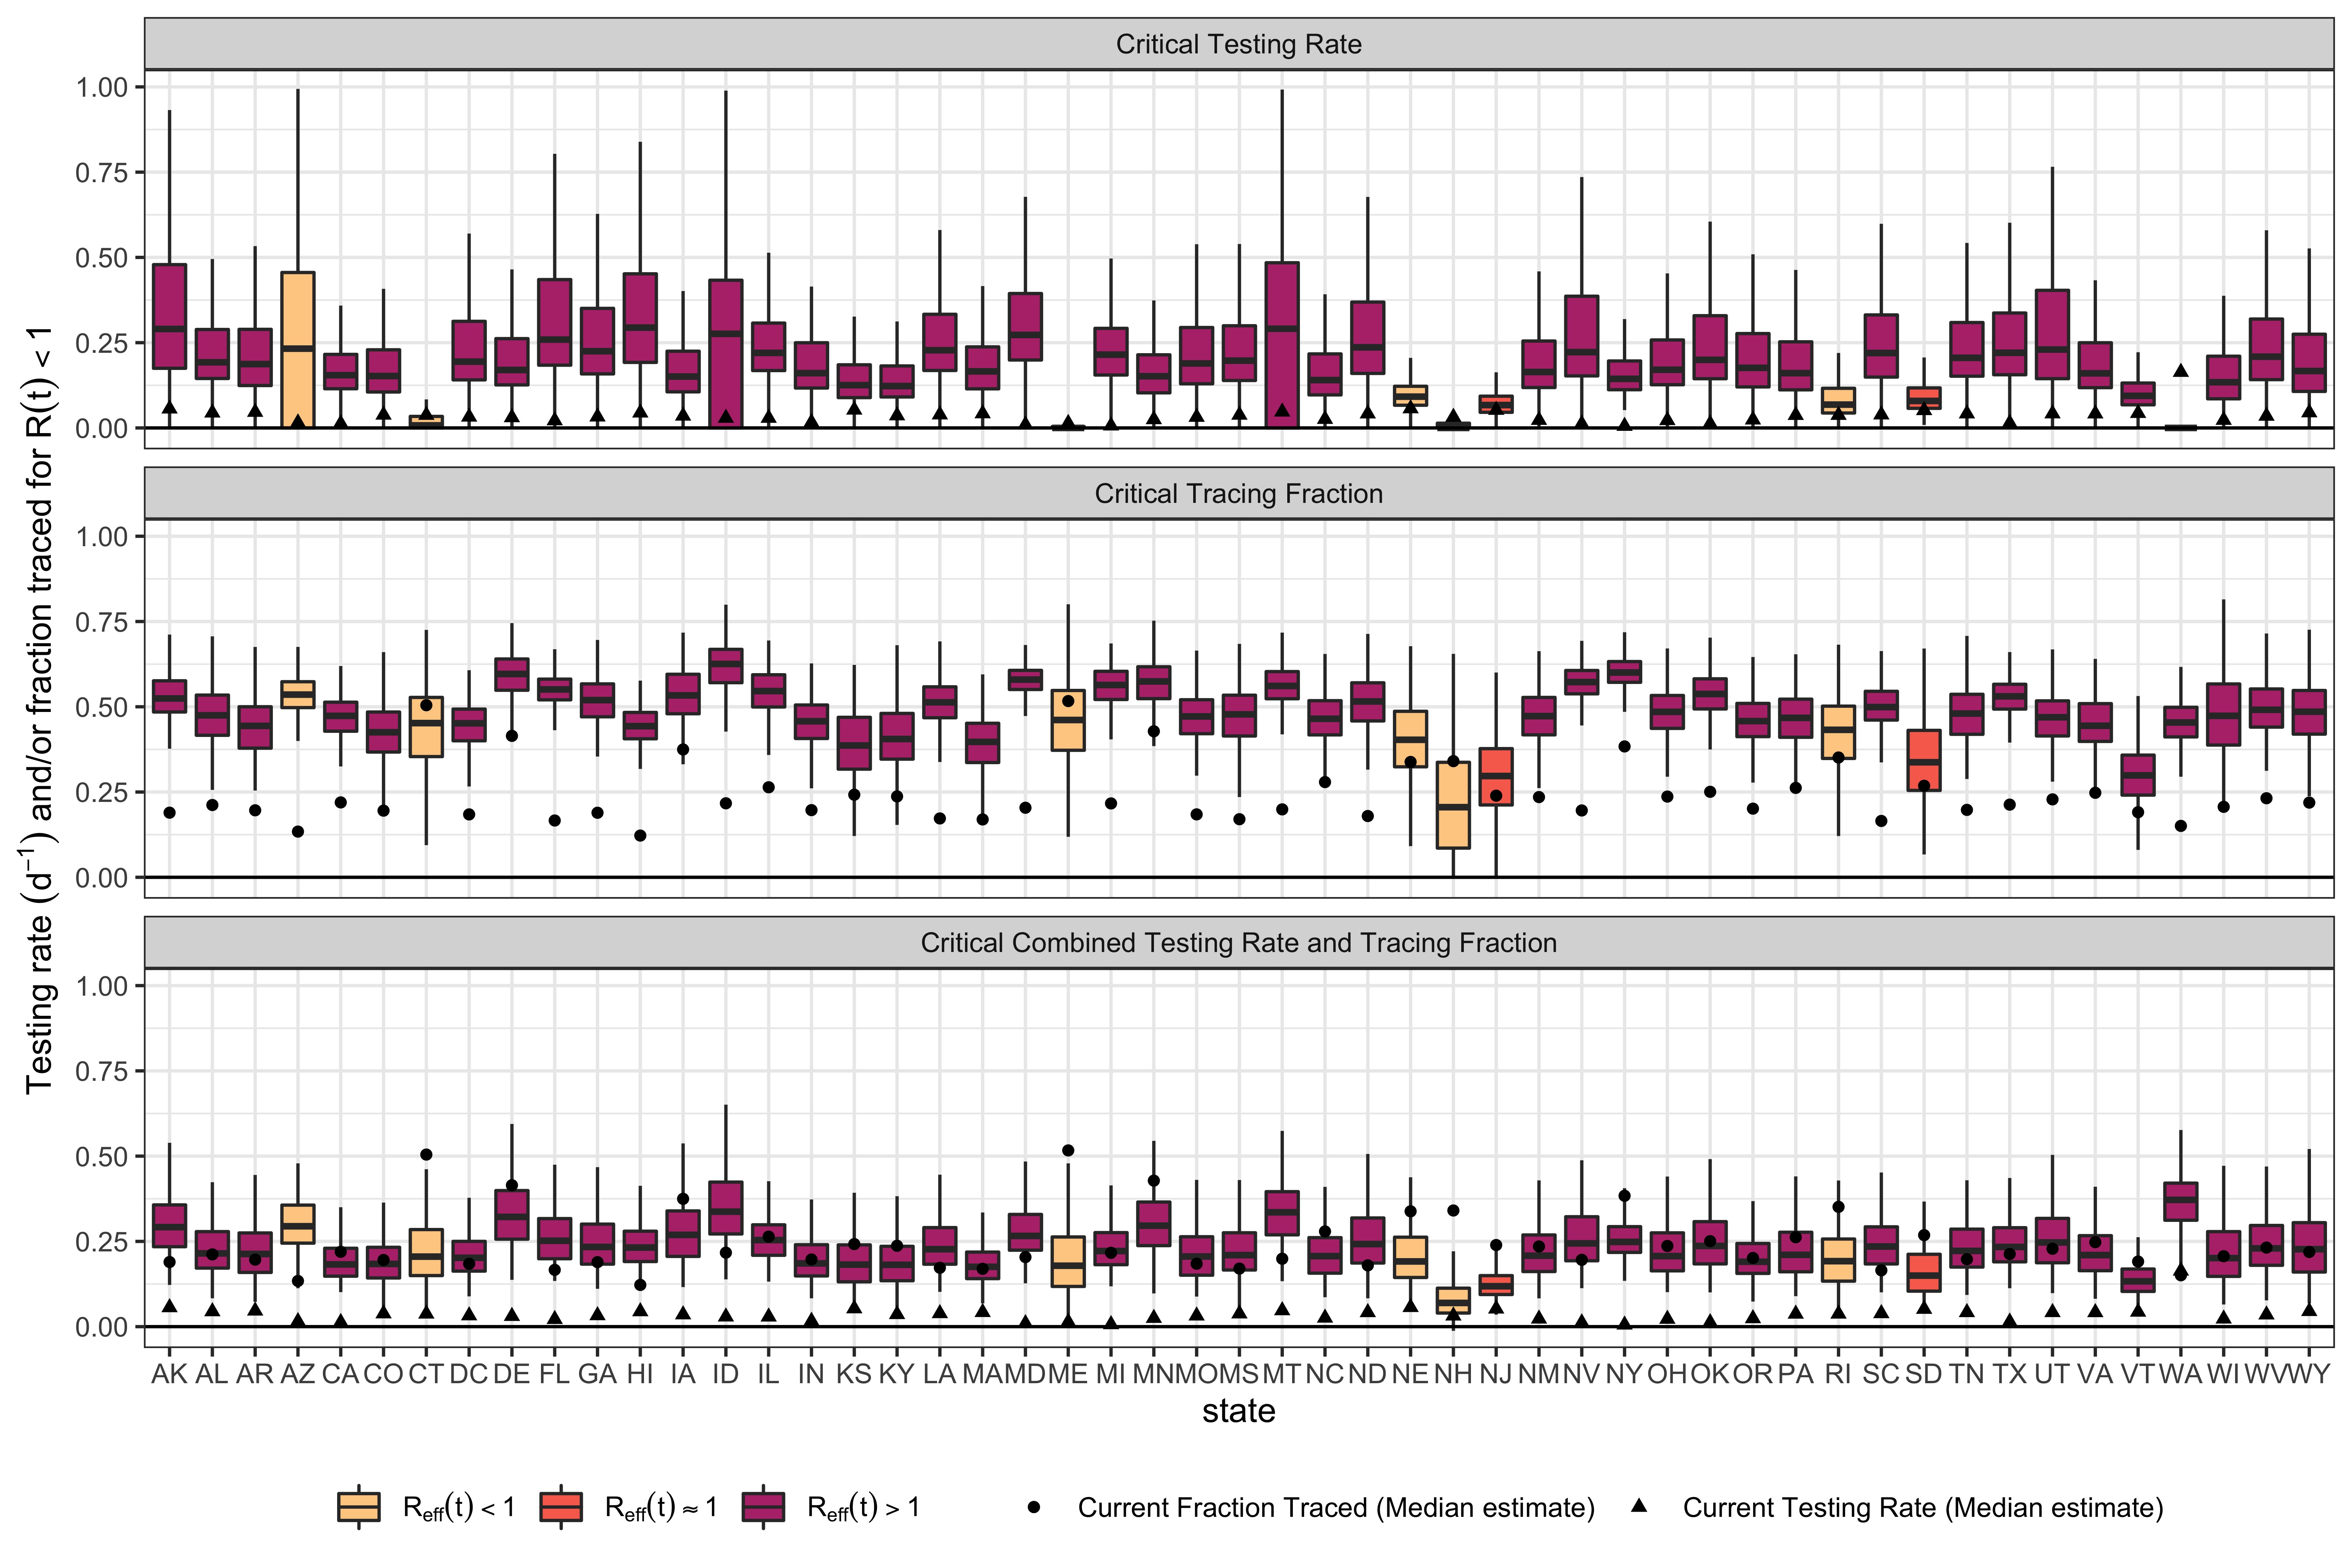 Critical Testing Rate
1.00
0.75
0.50
0.25
0.00
Critical Tracing Fraction
1.00
0.75
0.50
0.25
0.00
Critical Combined Testing Rate and Tracing Fraction
1.00
0.75
0.50
0.25
0.00
Testing rate (d⁻¹) and/or fraction traced for R(t) < 1
AK AL AR AZ CA CO CT DC DE FL GA HI IA ID IL IN KS KY LA MA MD ME MI MN MO MS MT NC ND NE NH NJ NM NV NY OH OK OR PA RI SC SD TN TX UT VA VT WA WI WV WY
state
Reff(t) < 1 Reff(t) ≈ 1 Reff(t) > 1 Current Fraction Traced (Median estimate) Current Testing Rate (Median estimate)